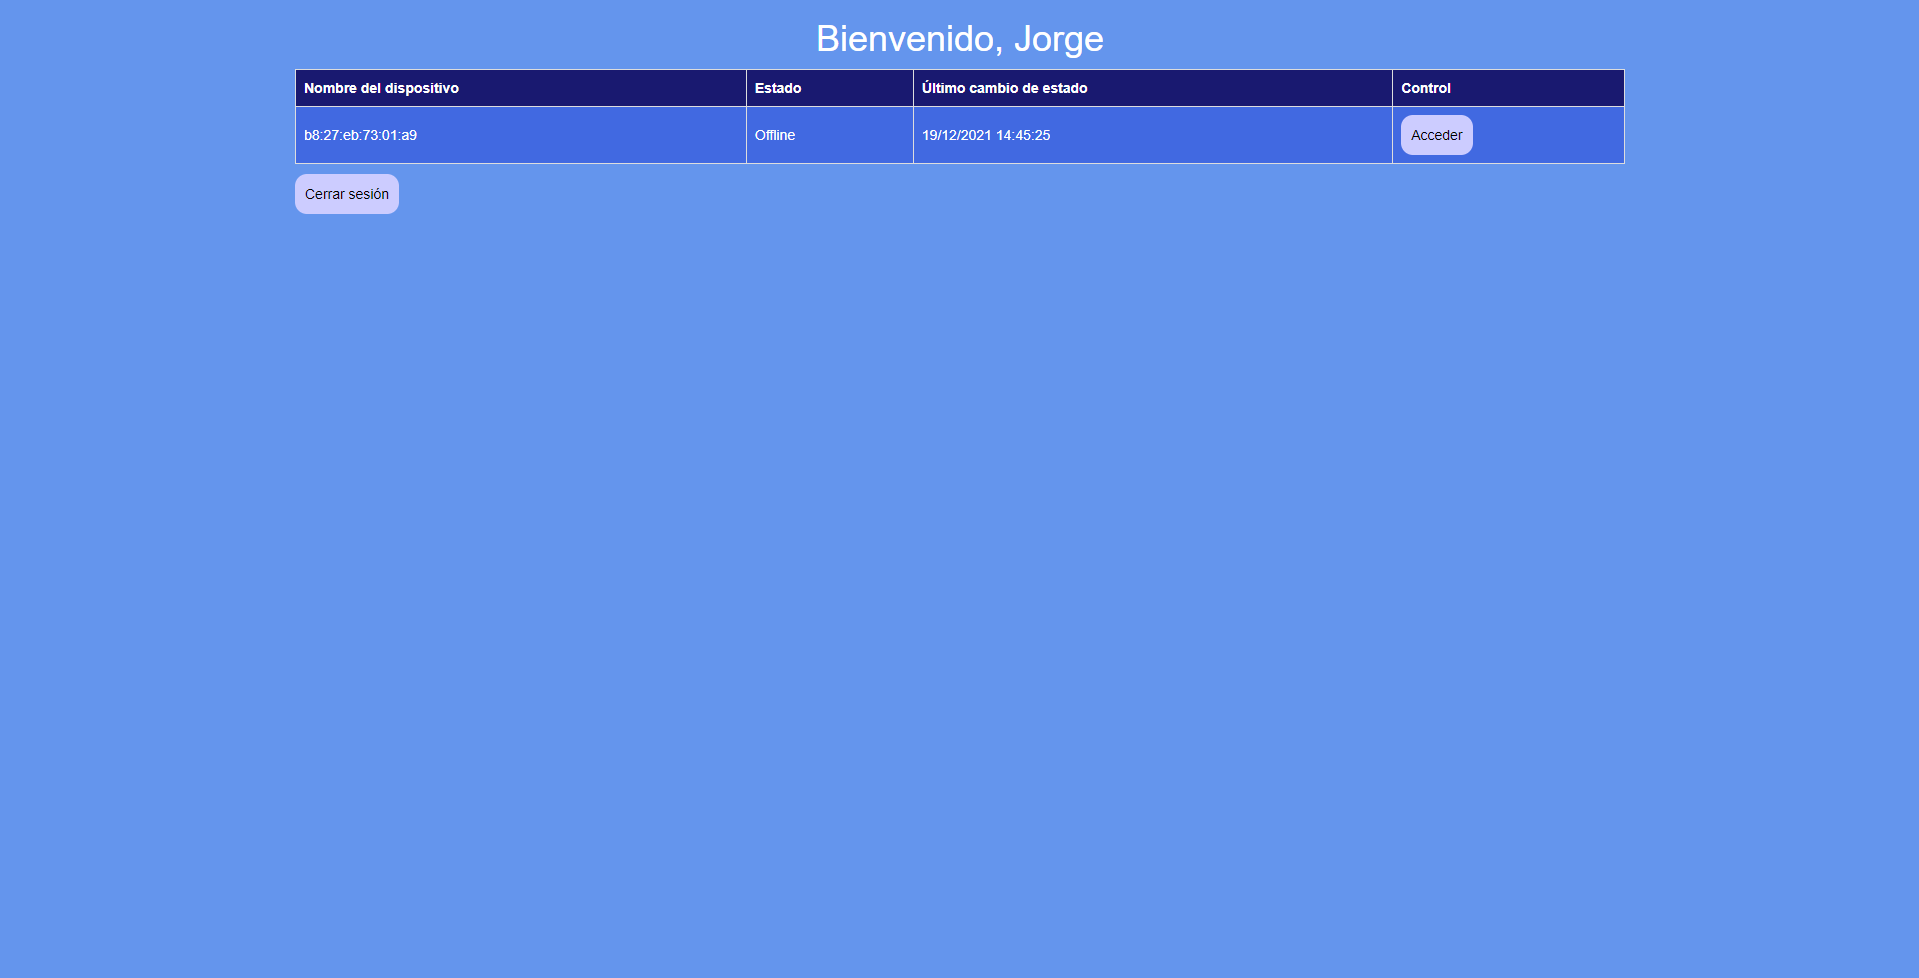 Bienvenido, Jorge
Nombre del dispositivo Estado Último cambio de estado Control
b8:27:eb:73:01:a9 Offline 19/12/2021 14:45:25 Acceder
Cerrar sesión